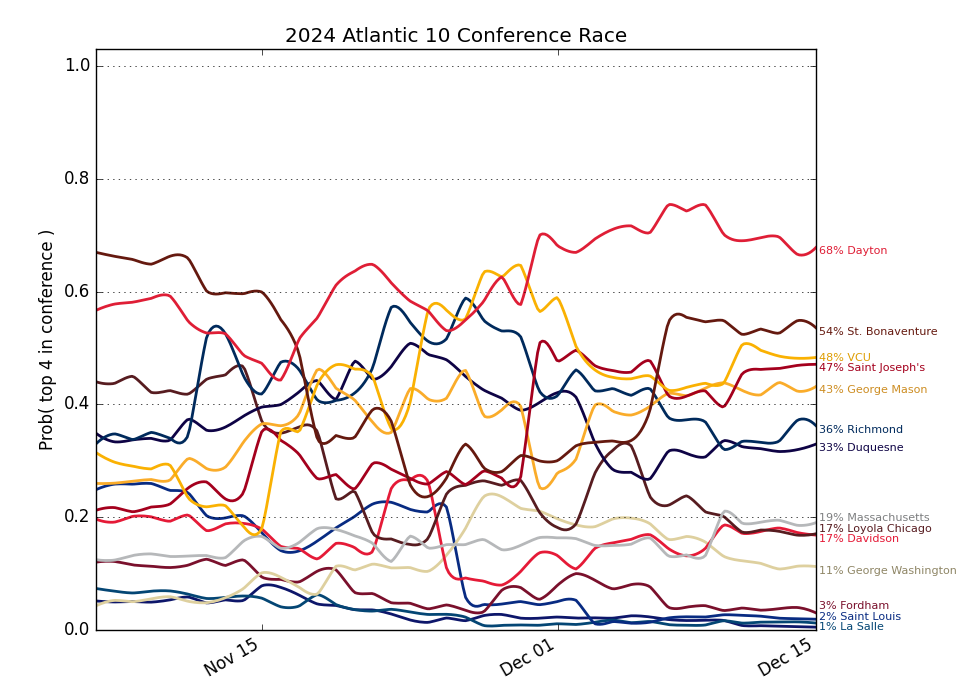 2024 Atlantic 10 Conference Race
Prob( top 4 in conference )
1.0
0.8
0.6
0.4
0.2
0.0
Nov 15
Dec 01
Dec 15
68% Dayton
54% St. Bonaventure
48% VCU
47% Saint Joseph's
43% George Mason
36% Richmond
33% Duquesne
19% Massachusetts
17% Loyola Chicago
17% Davidson
11% George Washington
3% Fordham
2% Saint Louis
1% La Salle